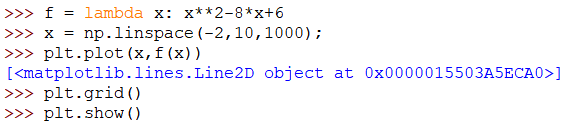 >>> f = lambda x: x**2-8*x+6
>>> x = np.linspace(-2,10,1000);
>>> plt.plot(x,f(x))
[<matplotlib.lines.Line2D object at 0x0000015503A5ECA0>]
>>> plt.grid()
>>> plt.show()